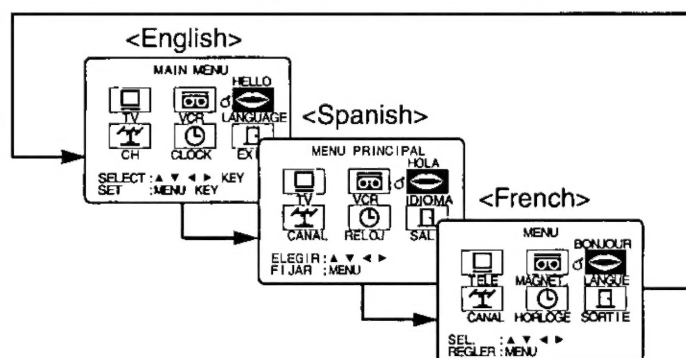 <English>
MAIN MENU
HELLO
TV VCR LANGUAGE
CH CLOCK
SELECT :▲ ▼ ◄ ► KEY
SET :MENU KEY
<Spanish>
MENU PRINCIPAL
HOLA
TV VCR IDIOMA
CANAL RELOJ
ELEGIR:▲ ▼ ◄ ►
FIJAR :MENU
<French>
MENU
BONJOUR
TELE MAGNET. LANGUE
CANAL HORLOGE SORTIE
SEL. :▲ ▼ ◄ ►
REGLER:MENU